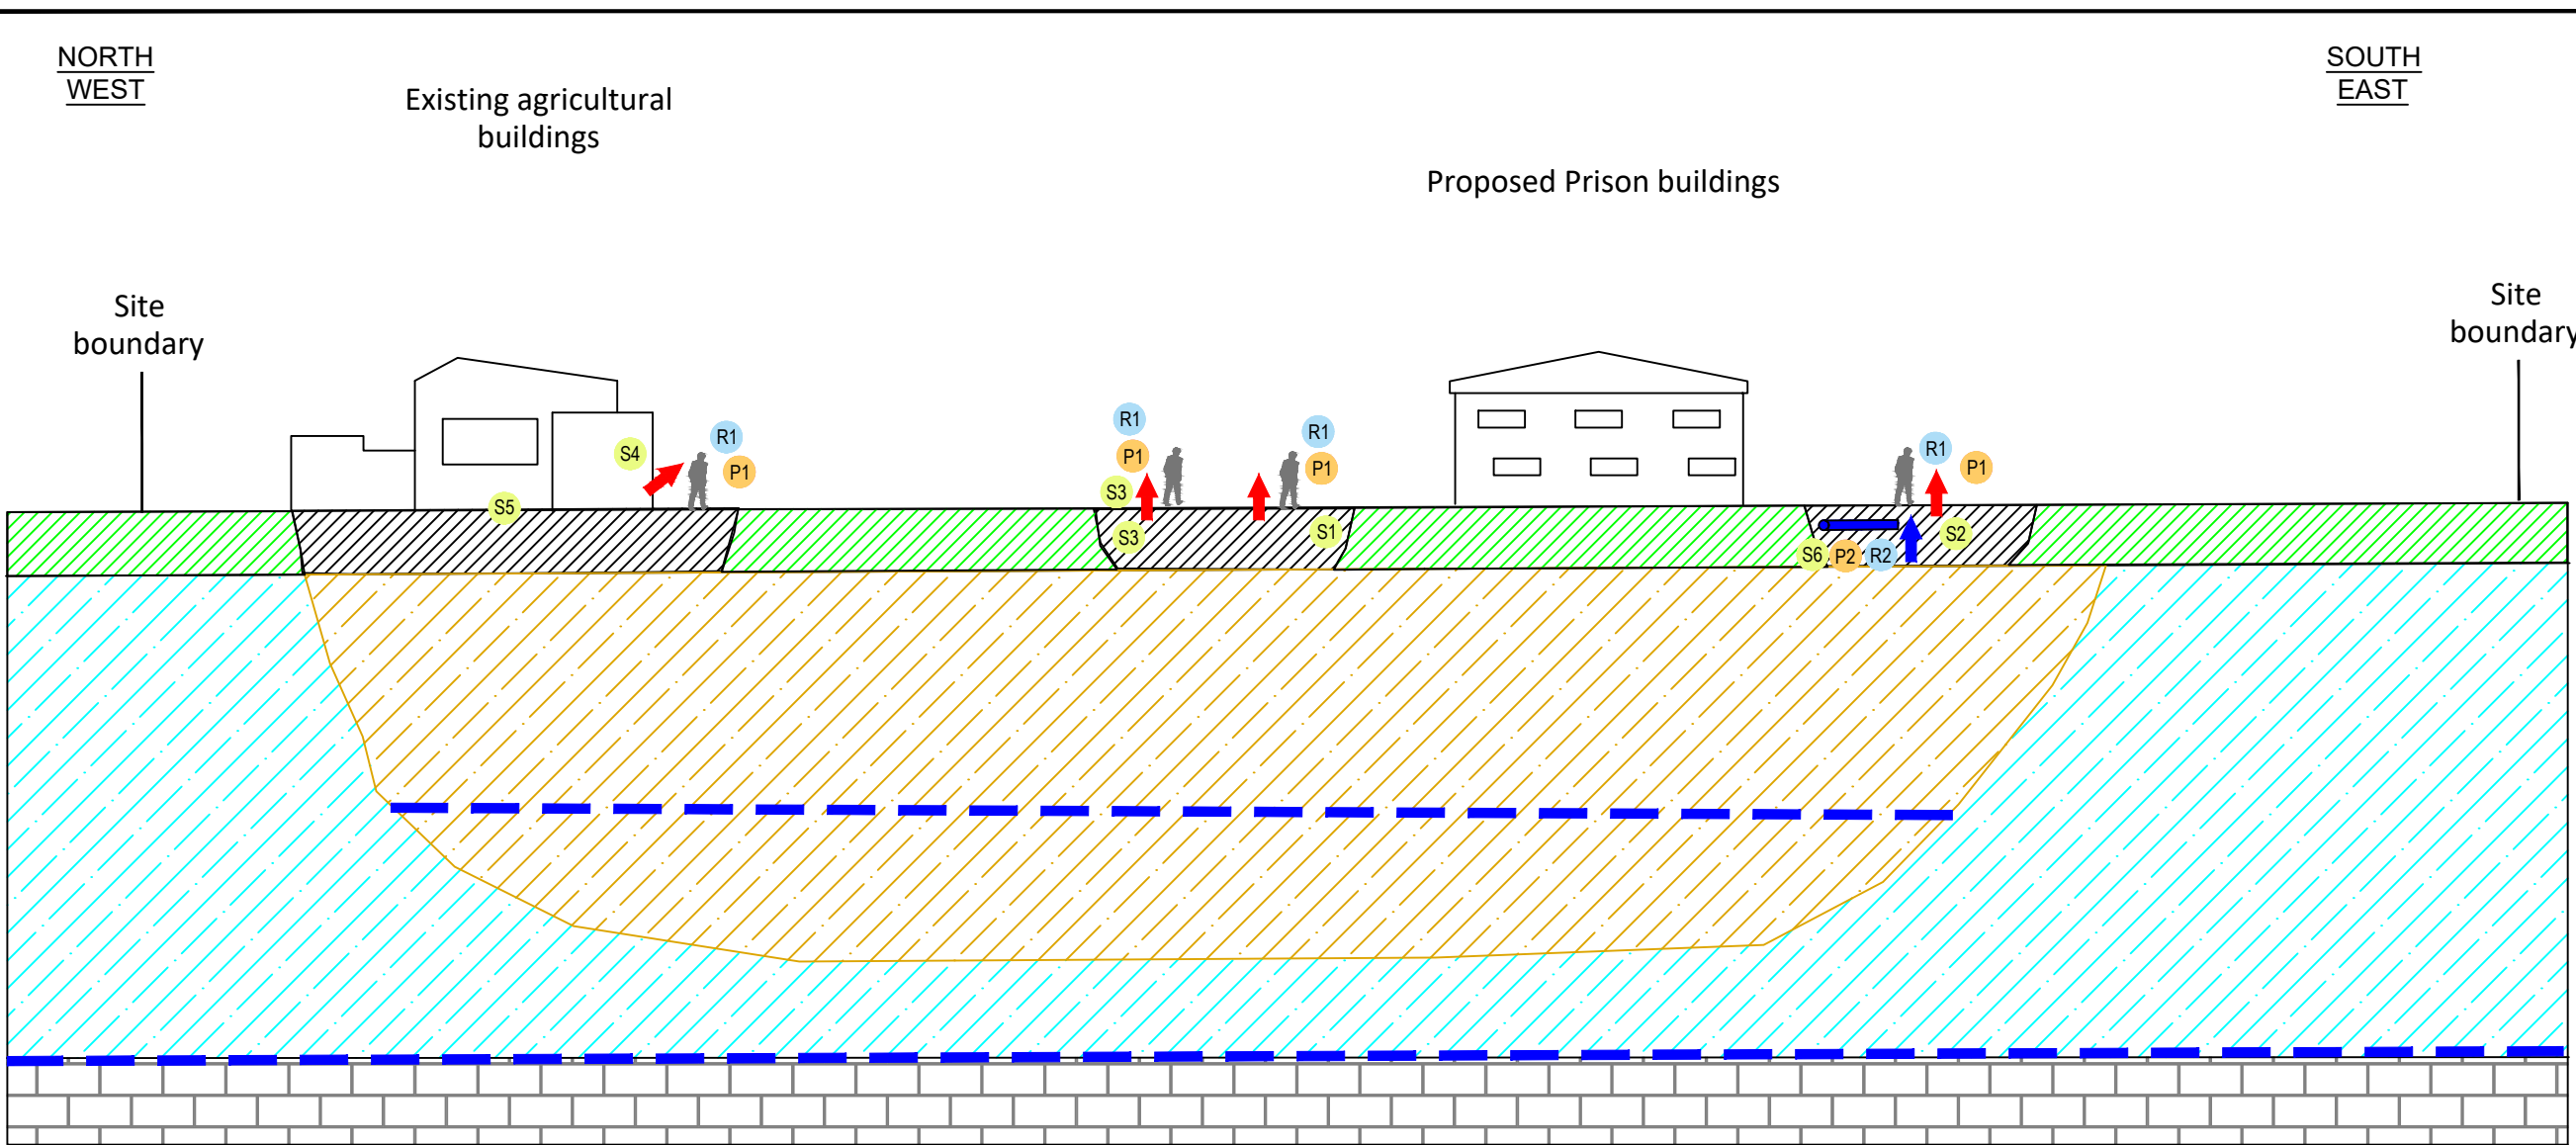 NORTH
WEST
SOUTH
EAST
Existing agricultural
buildings
Proposed Prison buildings
Site
boundary
Site
boundary
R1
P1
S4
S5
R1
P1
S3
S3
R1
P1
S1
R1
P1
S2
S6
P2
R2